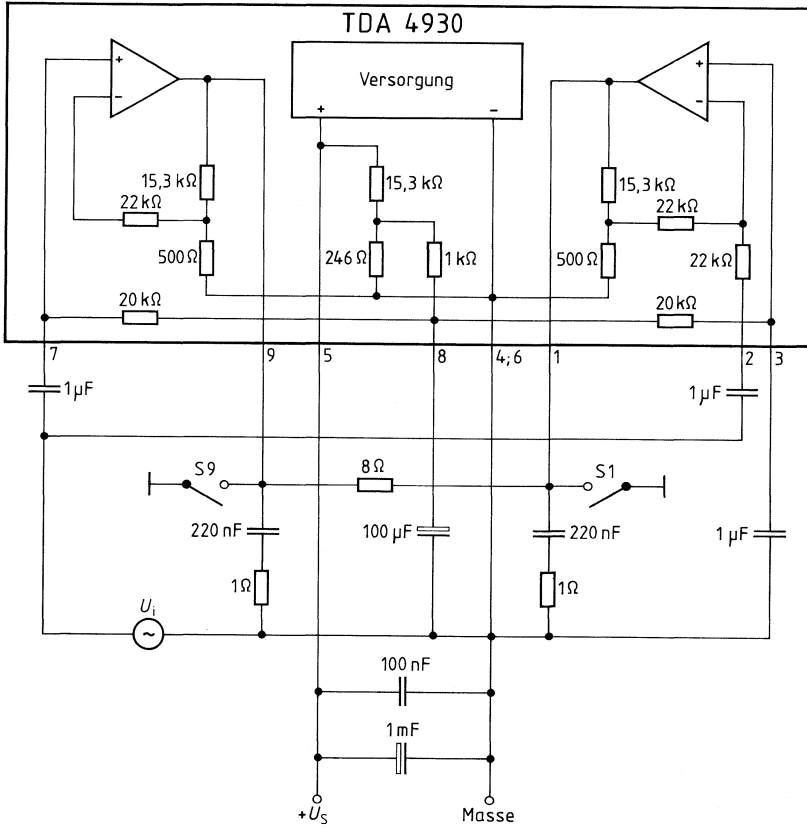 TDA 4930
+
-
Versorgung
+ -
+
-
15,3 kΩ
15,3 kΩ
15,3 kΩ
22 kΩ
22 kΩ
500 Ω
246 Ω
1 kΩ
500 Ω
22 kΩ
20 kΩ
20 kΩ
7
9
5
8
4;6
1
2
3
1 µF
1 µF
S9
8 Ω
S1
220 nF
100 µF
220 nF
1 µF
1 Ω
1 Ω
Ui
~
100 nF
1 mF
+US
Masse